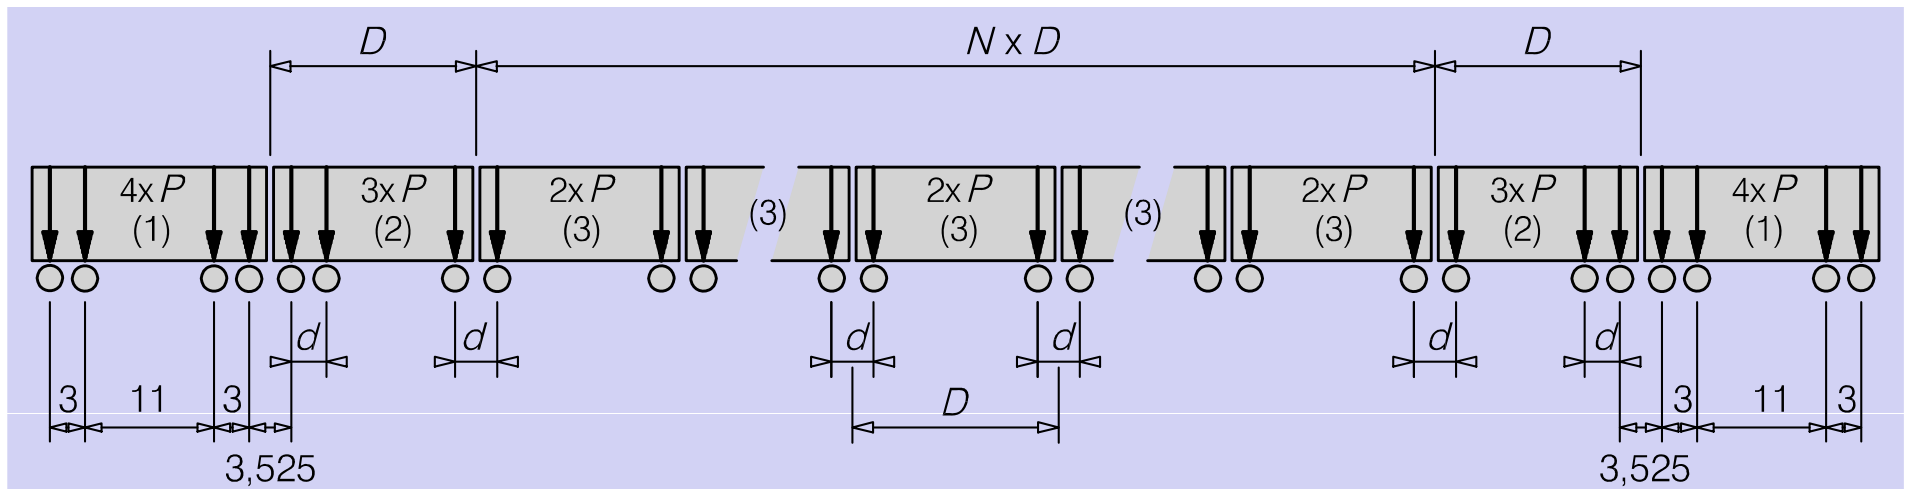 D N x D D
4x P 3x P 2x P 2x P 2x P 3x P 4x P
(1) (2) (3) (3) (3) (3) (3) (2) (1)
d d d d d d
3 11 3 D 3 11 3
3,525 3,525